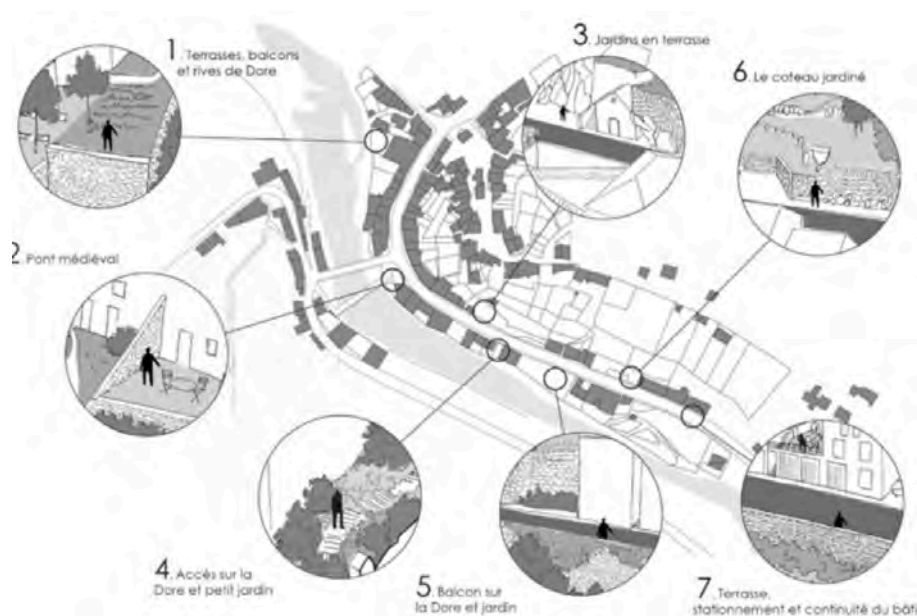 1. Terrasses, balcons
et rives de Dore
2. Pont médiéval
3. Jardins en terrasse
4. Accès sur la
Dore et petit jardin
5. Balcon sur
la Dore et jardin
6. Le coteau jardiné
7. Terrasse,
stationnement et continuité du bâti